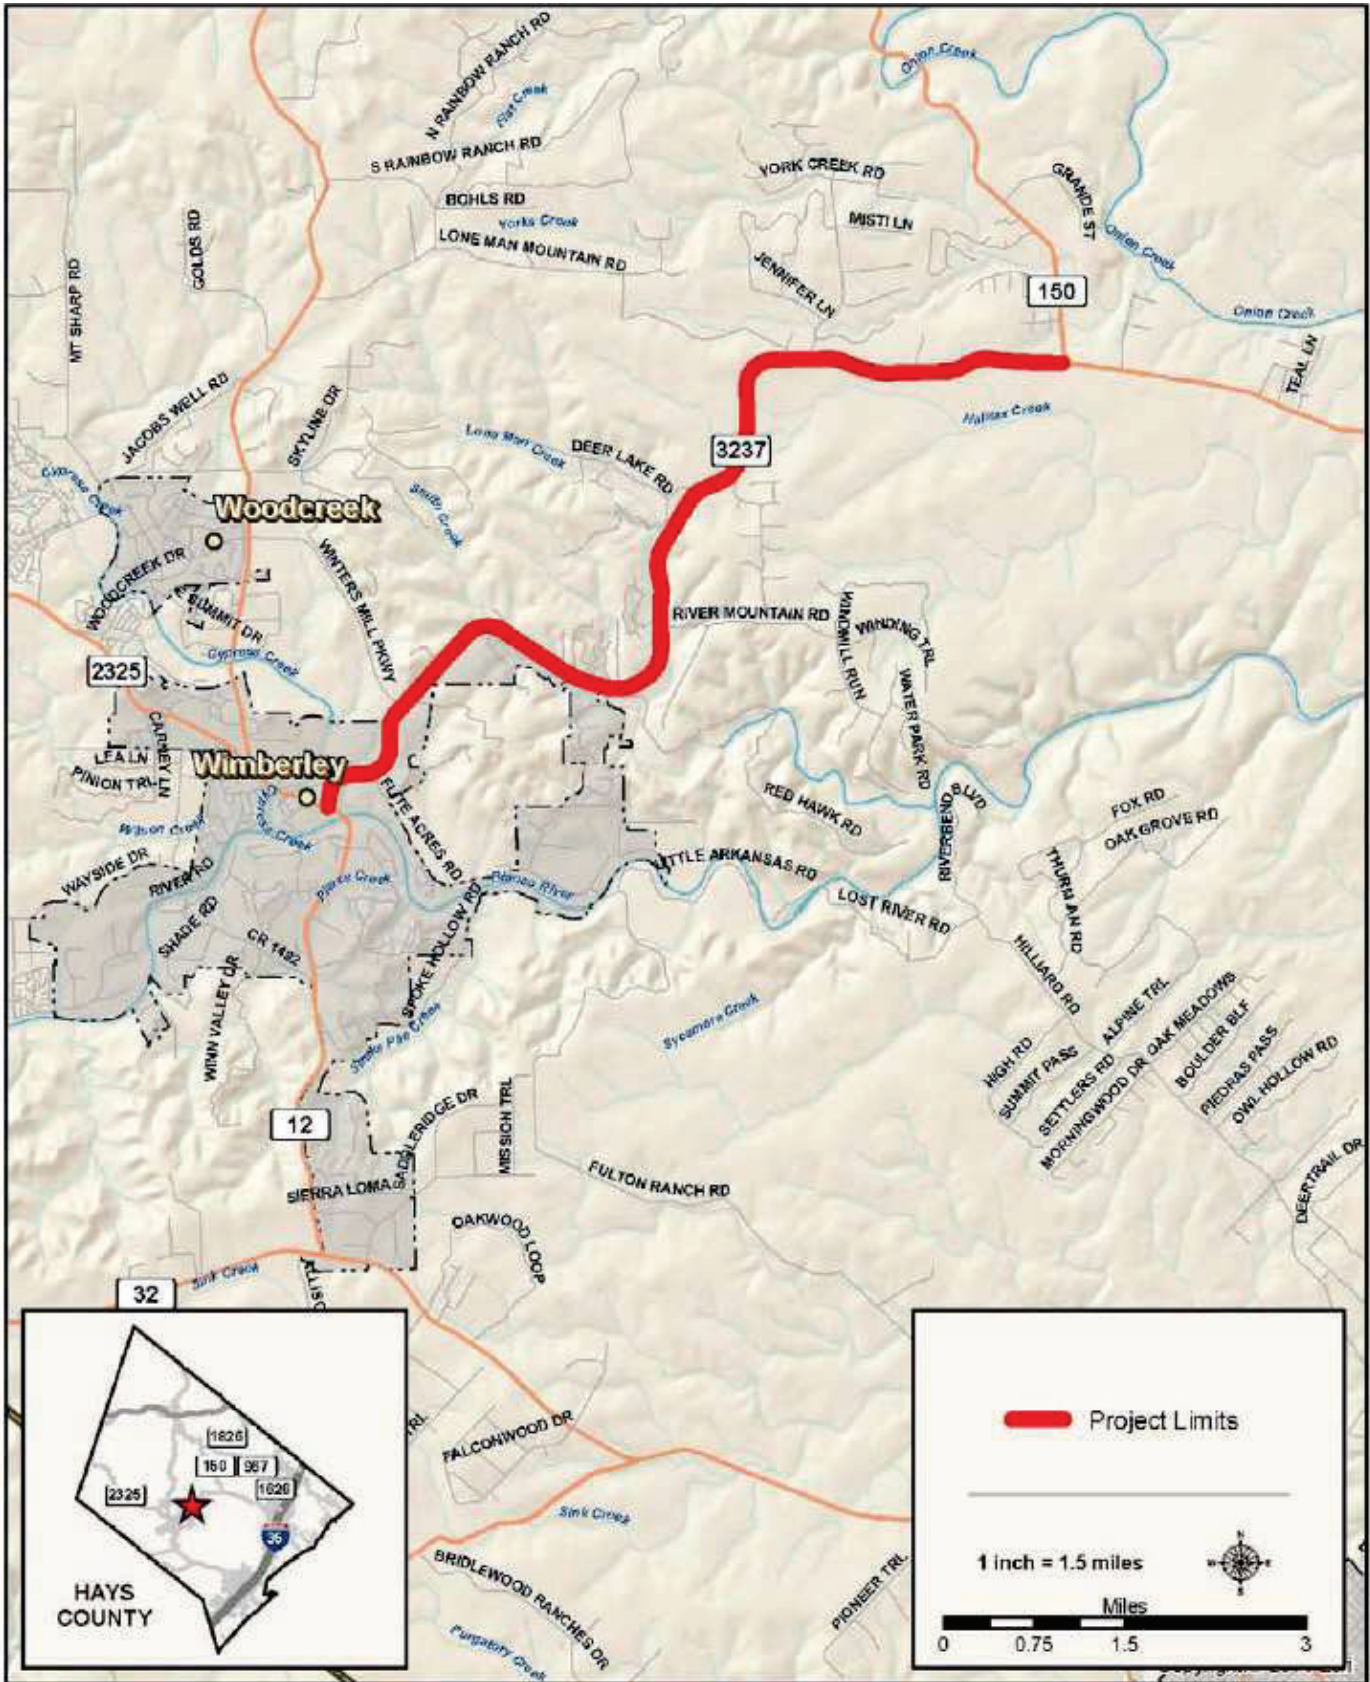 N RAINBOW RANCH RD
Flat Creek
Onion Creek
S RAINBOW RANCH RD
YORK CREEK RD
GRANDE ST
BOHLS RD
Yorks Creek
MISTI LN
GOLDS RD
LONE MAN MOUNTAIN RD
Onion Creek
JENNIFER LN
MT SHARP RD
150
Onion Creek
TEAL LN
JACOBS WELL RD
SKYLINE DR
Halifax Creek
Lone Man Creek
DEER LAKE RD
3237
Cypress Creek
Smith Creek
Woodcreek
WOODCREEK DR
WINTERS MILL PKWY
SUMMIT DR
RIVER MOUNTAIN RD
WINDMILL RUN
WINDING TRL
Cypress Creek
2325
WATER PARK RD
CARNEY LN
LEA LN
Wimberley
PINION TRL
FLITE ACRES RD
RED HAWK RD
RIVERBEND BLVD
FOX RD
Wilson Creek
Cypress Creek
OAK GROVE RD
WAYSIDE DR
RIVER RD
LITTLE ARKANSAS RD
THURMAN RD
Pierce Creek
Blanco River
LOST RIVER RD
SHADE RD
CR 1492
SPOKE HOLLOW RD
HILLIARD RD
WINN VALLEY DR
Smoke Pile Creek
Sycamore Creek
ALPINE TRL
OAK MEADOWS
HIGH RD
SUMMIT PASS
SETTLERS RD
MORNINGWOOD DR
BOULDER BLF
PIEDRAS PASS
OWL HOLLOW RD
12
SADDLERIDGE DR
MISSION TRL
SIERRA LOMA
FULTON RANCH RD
DEERTRAIL DR
OAKWOOD LOOP
Sink Creek
32
TRL
FALCONWOOD DR
Sink Creek
BRIDLEWOOD RANCHES DR
PIONEER TRL
Purgatory Creek
1826
150
967
2325
1626
35
HAYS
COUNTY
Project Limits
1 inch = 1.5 miles
N
W
E
S
Miles
0
0.75
1.5
3